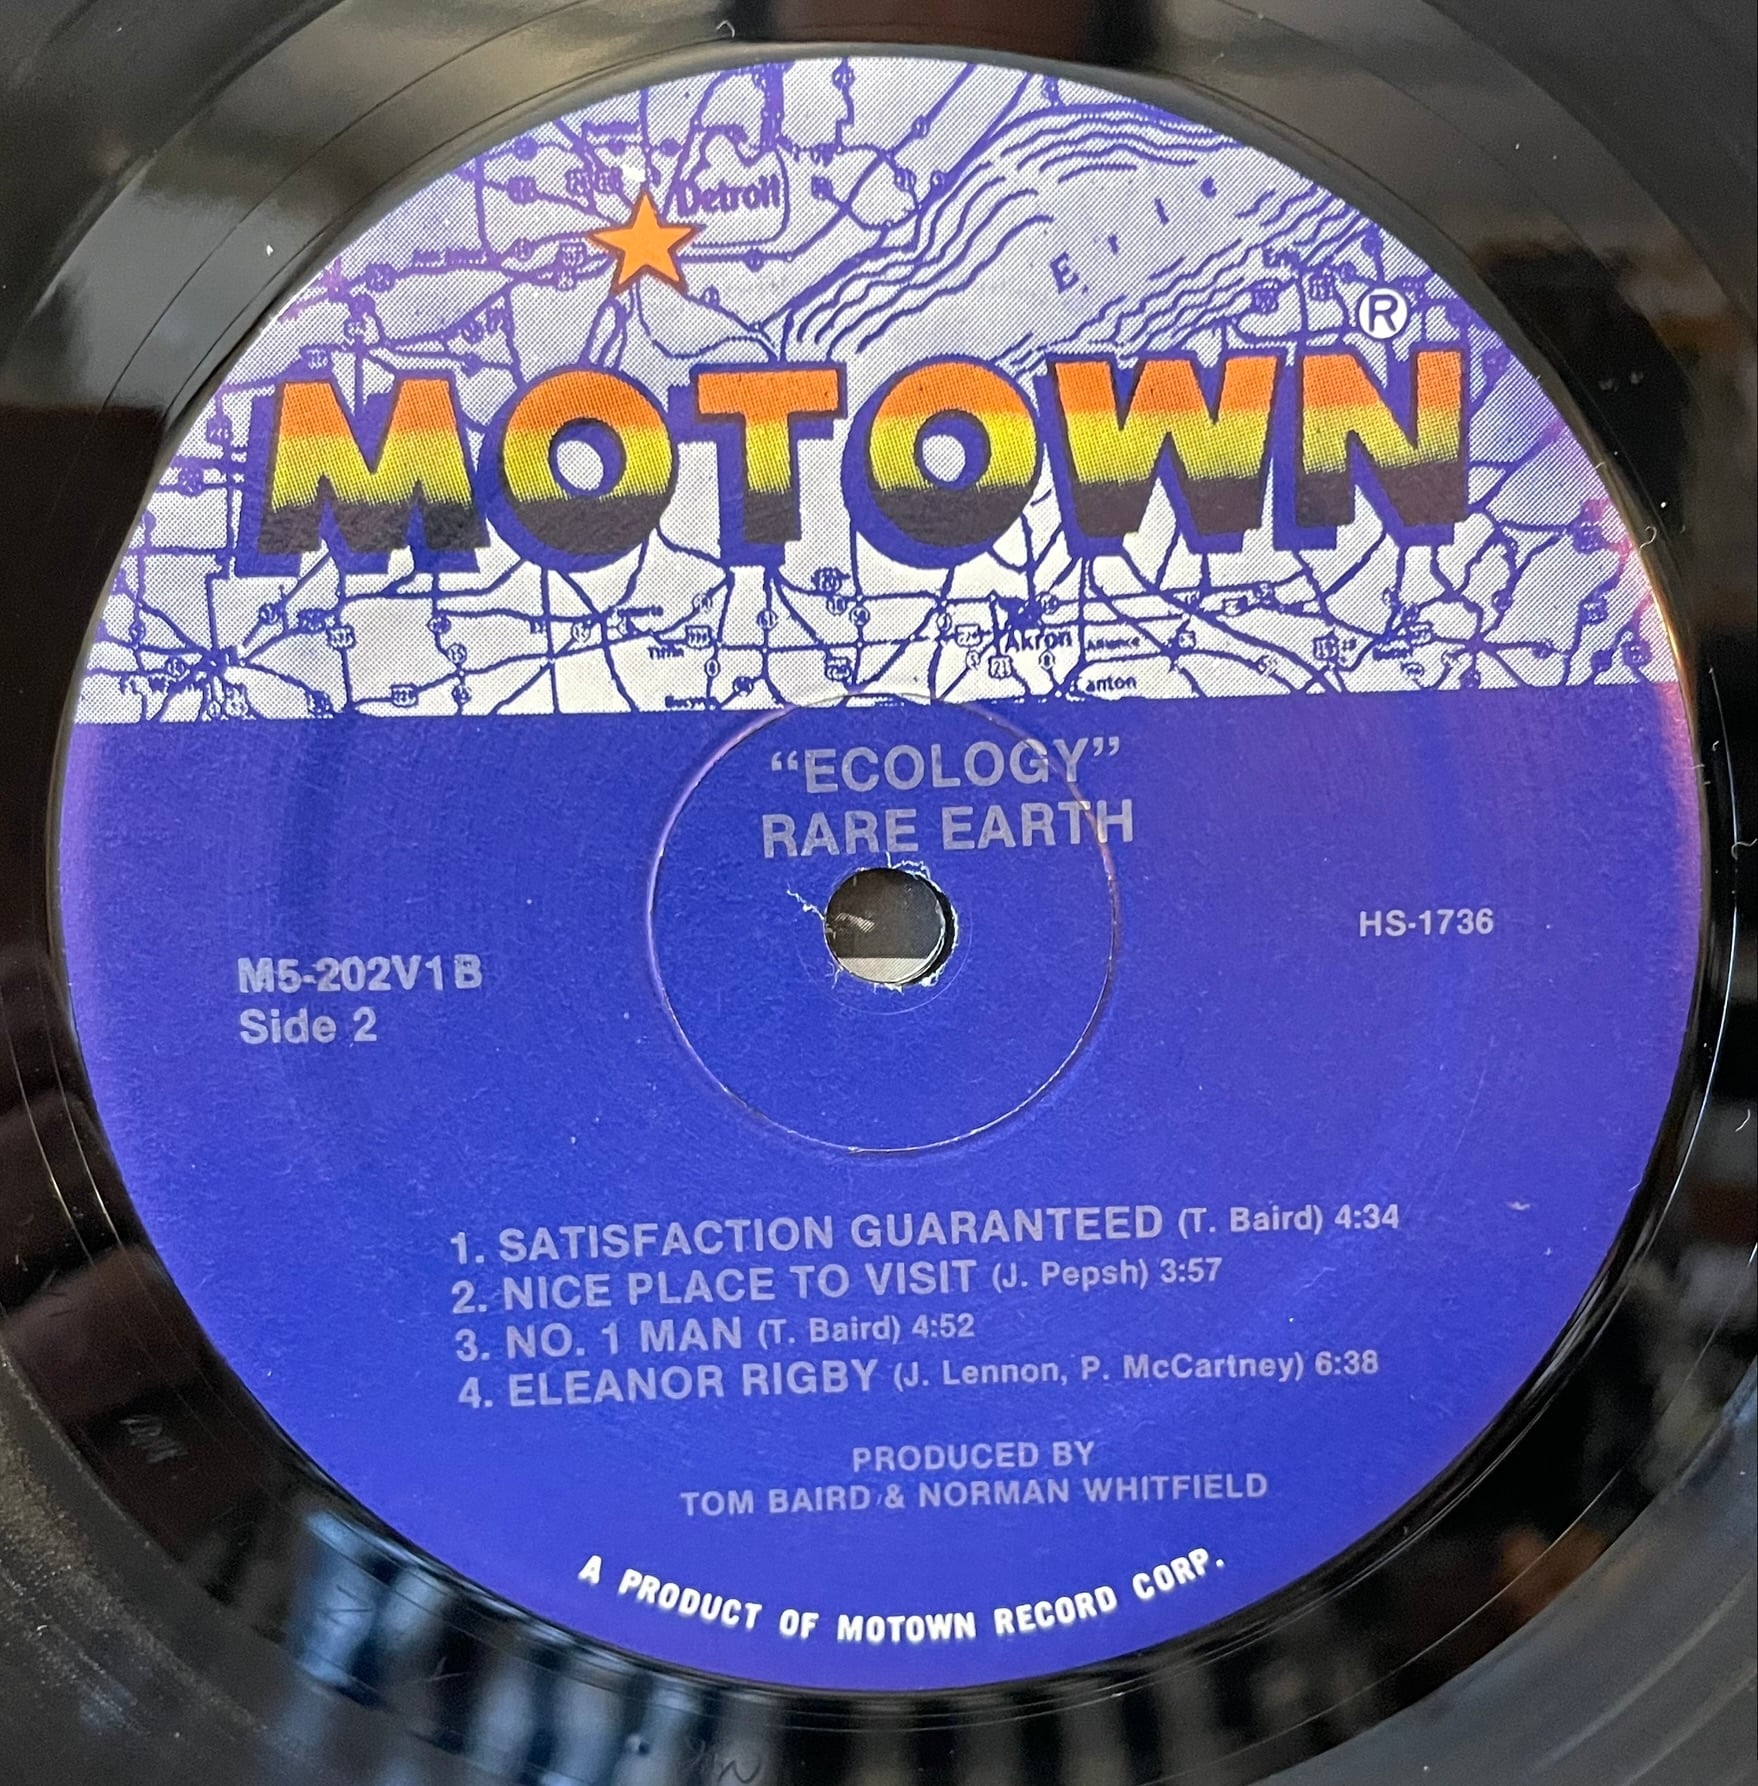 Detroit
E r i e
®
MOTOWN
Akron
Alliance
Canton
"ECOLOGY"
RARE EARTH
HS-1736
M5-202V1B
Side 2
1. SATISFACTION GUARANTEED (T. Baird) 4:34
2. NICE PLACE TO VISIT (J. Pepsh) 3:57
3. NO. 1 MAN (T. Baird) 4:52
4. ELEANOR RIGBY (J. Lennon, P. McCartney) 6:38
PRODUCED BY
TOM BAIRD & NORMAN WHITFIELD
A PRODUCT OF MOTOWN RECORD CORP.